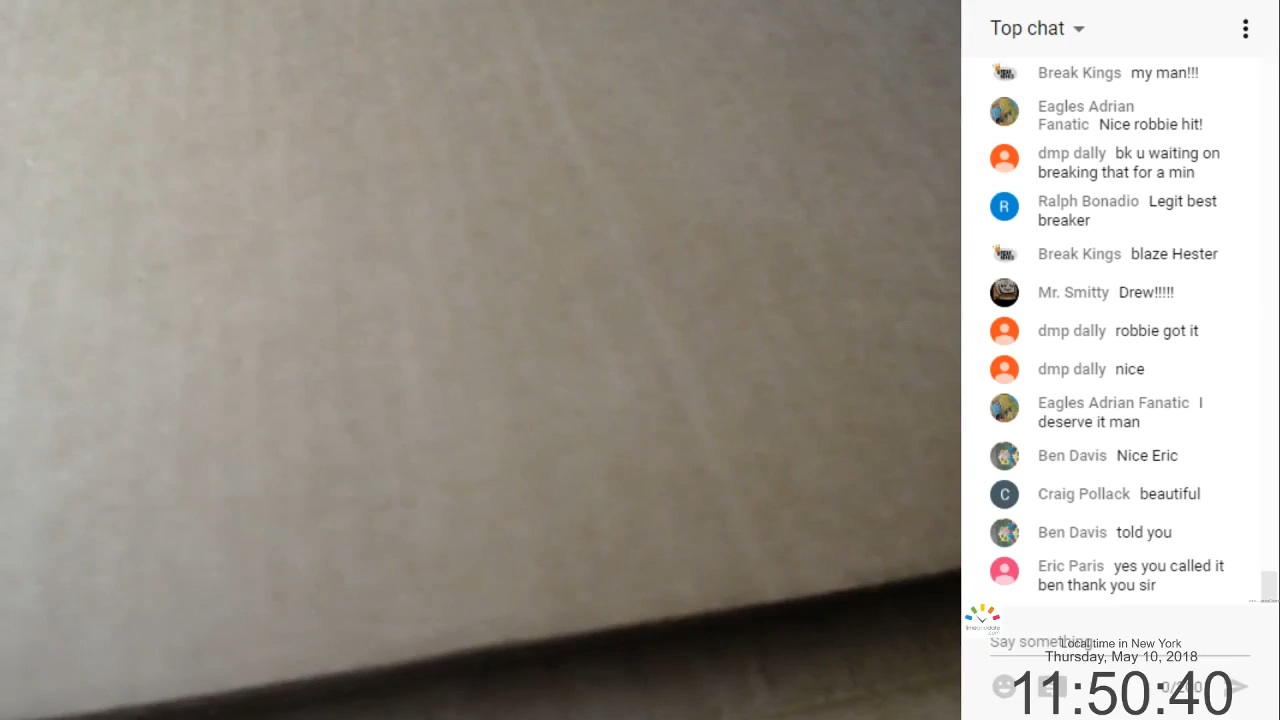 Top chat
Break Kings my man!!!
Eagles Adrian
Fanatic Nice robbie hit!
dmp dally bk u waiting on
breaking that for a min
R Ralph Bonadio Legit best
breaker
Break Kings blaze Hester
Mr. Smitty Drew!!!!!
dmp dally robbie got it
dmp dally nice
Eagles Adrian Fanatic I
deserve it man
Ben Davis Nice Eric
C Craig Pollack beautiful
Ben Davis told you
Eric Paris yes you called it
ben thank you sir
timeanddate
.com
Say something...
Local time in New York
Thursday, May 10, 2018
11:50:40